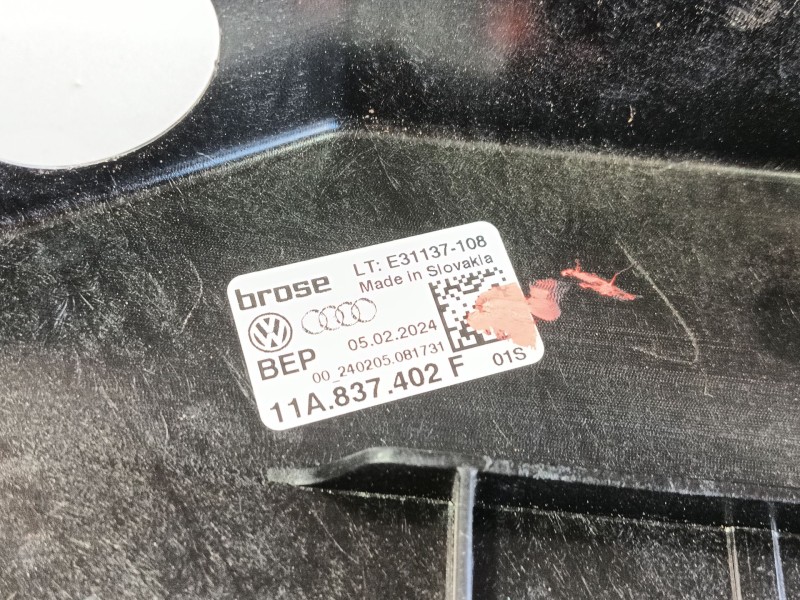 brose LT: E31137-108
Made in Slovakia
05.02.2024
BEP 00_240205.081731
11A.837.402 F 01S